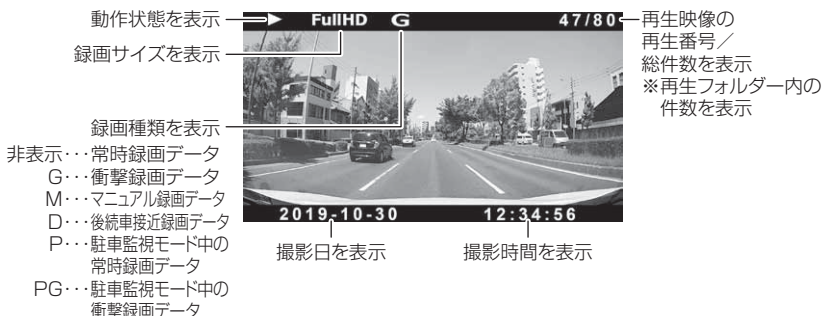 動作状態を表示
録画サイズを表示
録画種類を表示
非表示･･･常時録画データ
G･･･衝撃録画データ
M･･･マニュアル録画データ
D･･･後続車接近録画データ
P･･･駐車監視モード中の
常時録画データ
PG･･･駐車監視モード中の
衝撃録画データ
FullHD G 47/80
2019-10-30 12:34:56
撮影日を表示
撮影時間を表示
再生映像の
再生番号／
総件数を表示
※再生フォルダー内の
件数を表示